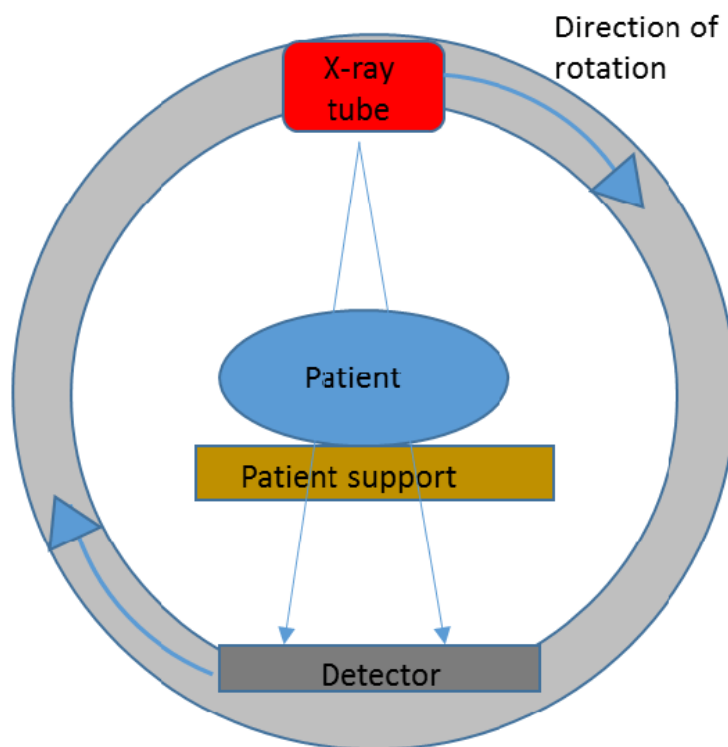 Direction of
rotation
X-ray
tube
Patient
Patient support
Detector